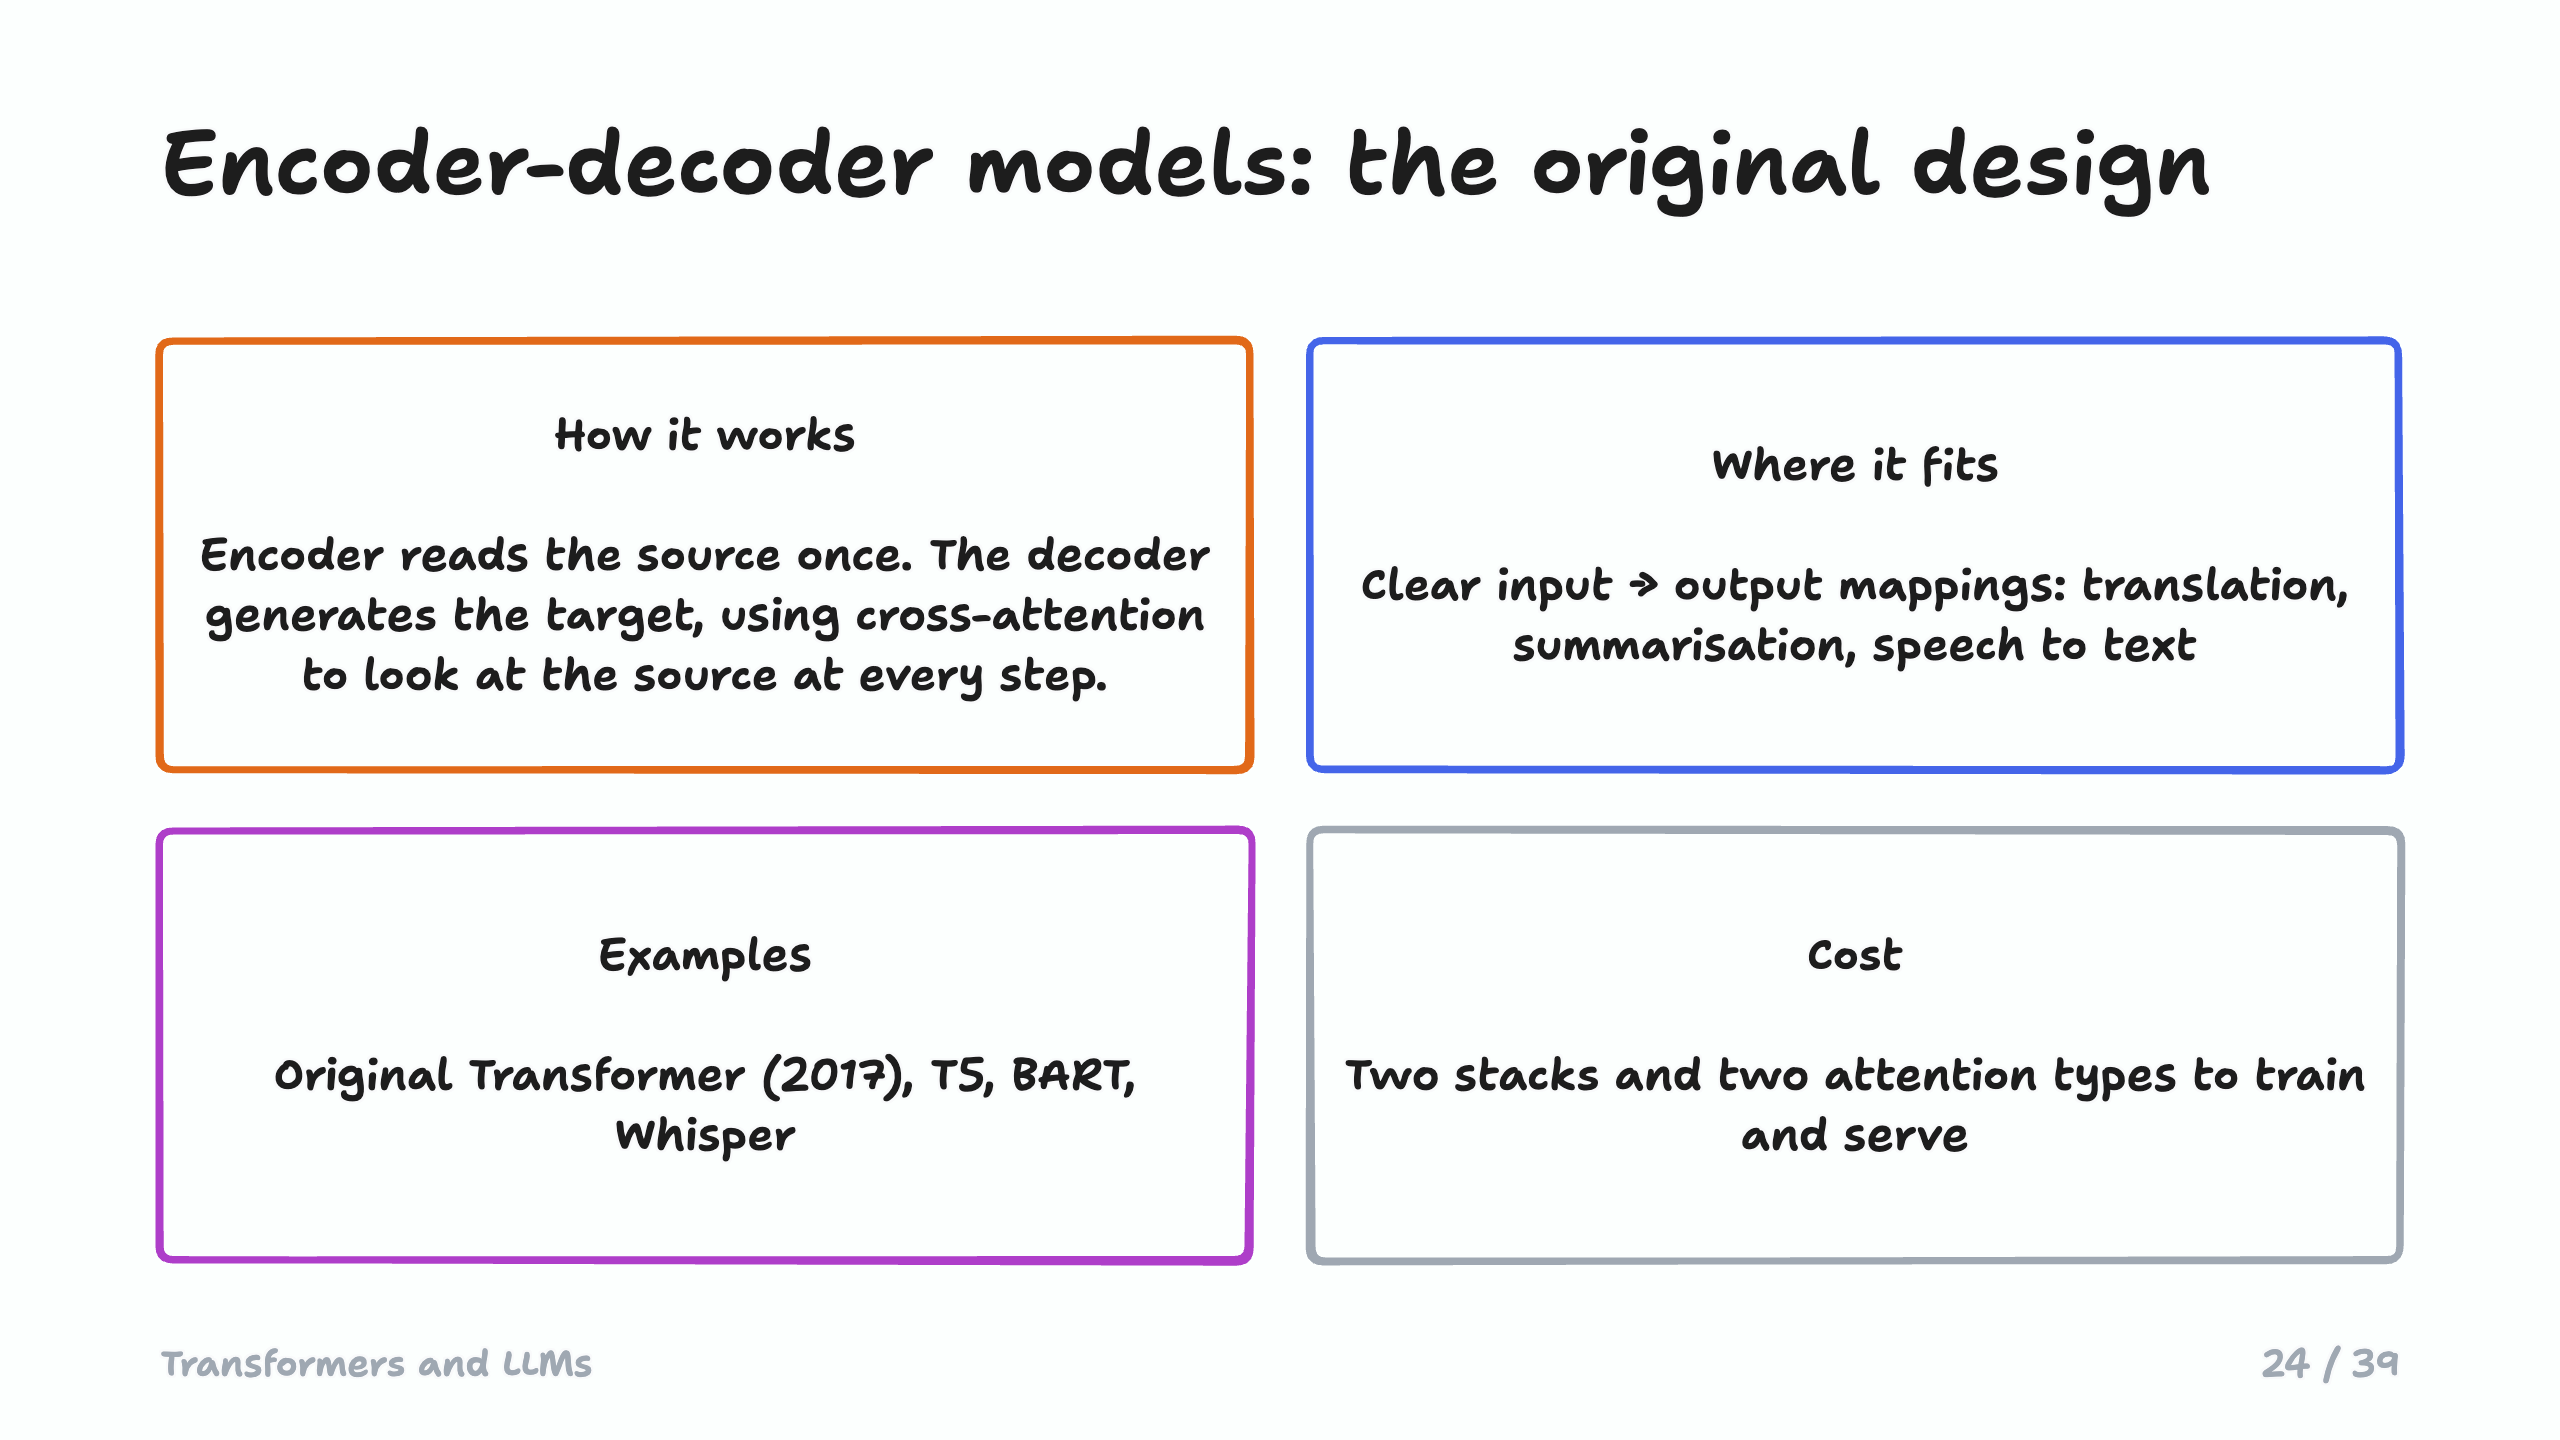 Encoder-decoder models: the original design
How it works
Encoder reads the source once. The decoder
generates the target, using cross-attention
to look at the source at every step.
Where it fits
Clear input → output mappings: translation,
summarisation, speech to text
Examples
Original Transformer (2017), T5, BART,
Whisper
Cost
Two stacks and two attention types to train
and serve
Transformers and LLMs
24 / 39